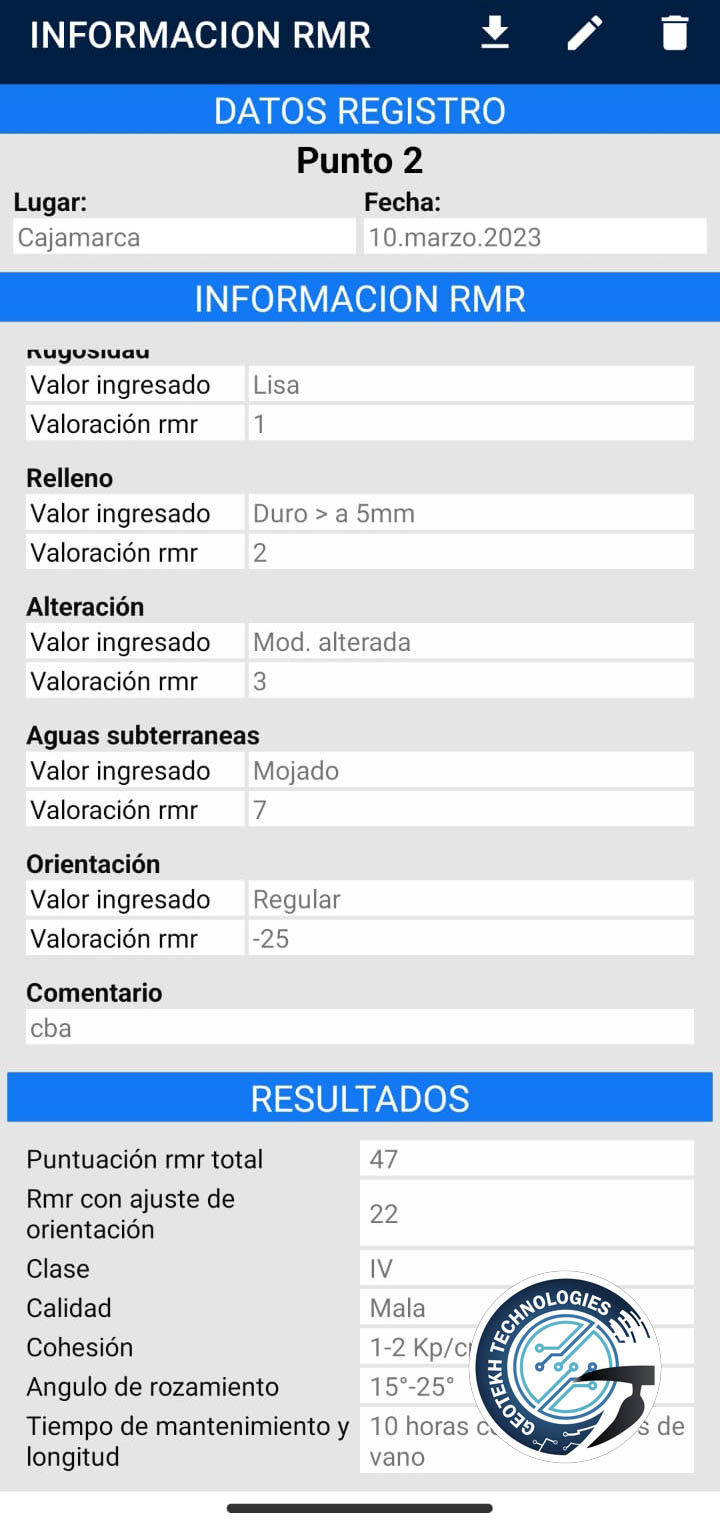 INFORMACION RMR
DATOS REGISTRO
Punto 2
Lugar:
Fecha:
Cajamarca
10.marzo.2023
INFORMACION RMR
Rugosidad
Valor ingresado
Lisa
Valoración rmr
1
Relleno
Valor ingresado
Duro > a 5mm
Valoración rmr
2
Alteración
Valor ingresado
Mod. alterada
Valoración rmr
3
Aguas subterraneas
Valor ingresado
Mojado
Valoración rmr
7
Orientación
Valor ingresado
Regular
Valoración rmr
-25
Comentario
cba
RESULTADOS
Puntuación rmr total
47
Rmr con ajuste de
orientación
22
Clase
IV
Calidad
Mala
Cohesión
1-2
Angulo de rozamiento
15°-25°
Tiempo de mantenimiento y
longitud
10 horas
de
vano
GEOTEKH TECHNOLOGIES